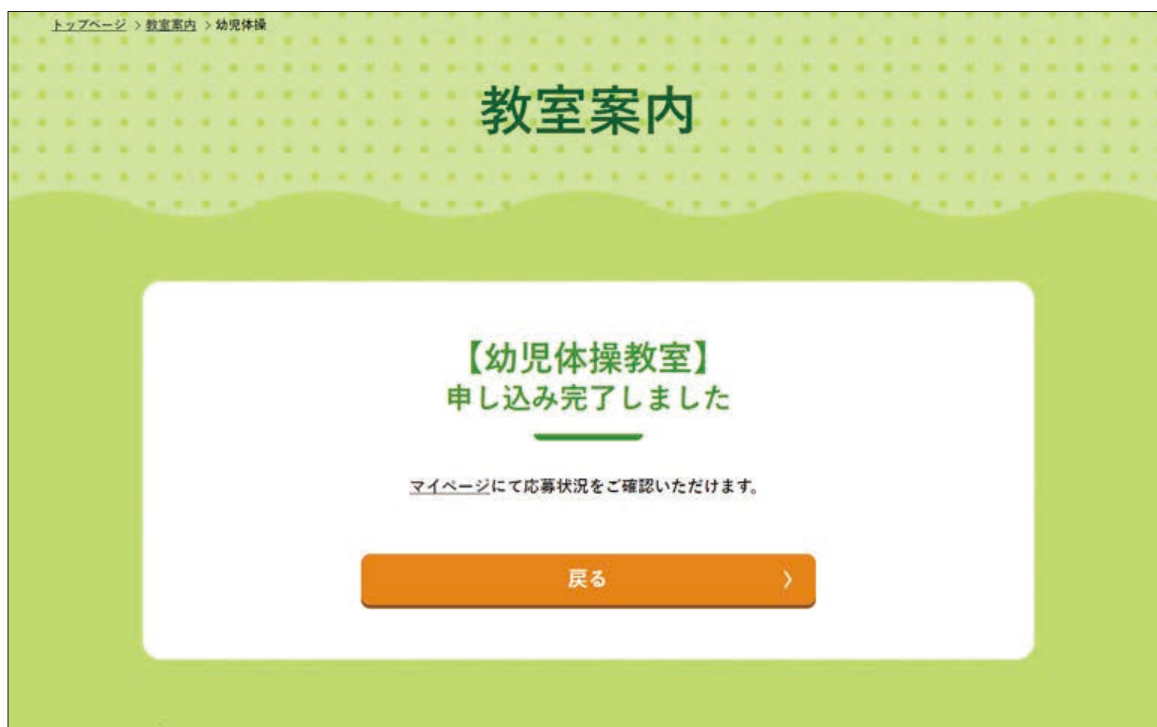 トップページ > 教室案内 > 幼児体操
教室案内
【幼児体操教室】
申し込み完了しました
マイページにて応募状況をご確認いただけます。
戻る